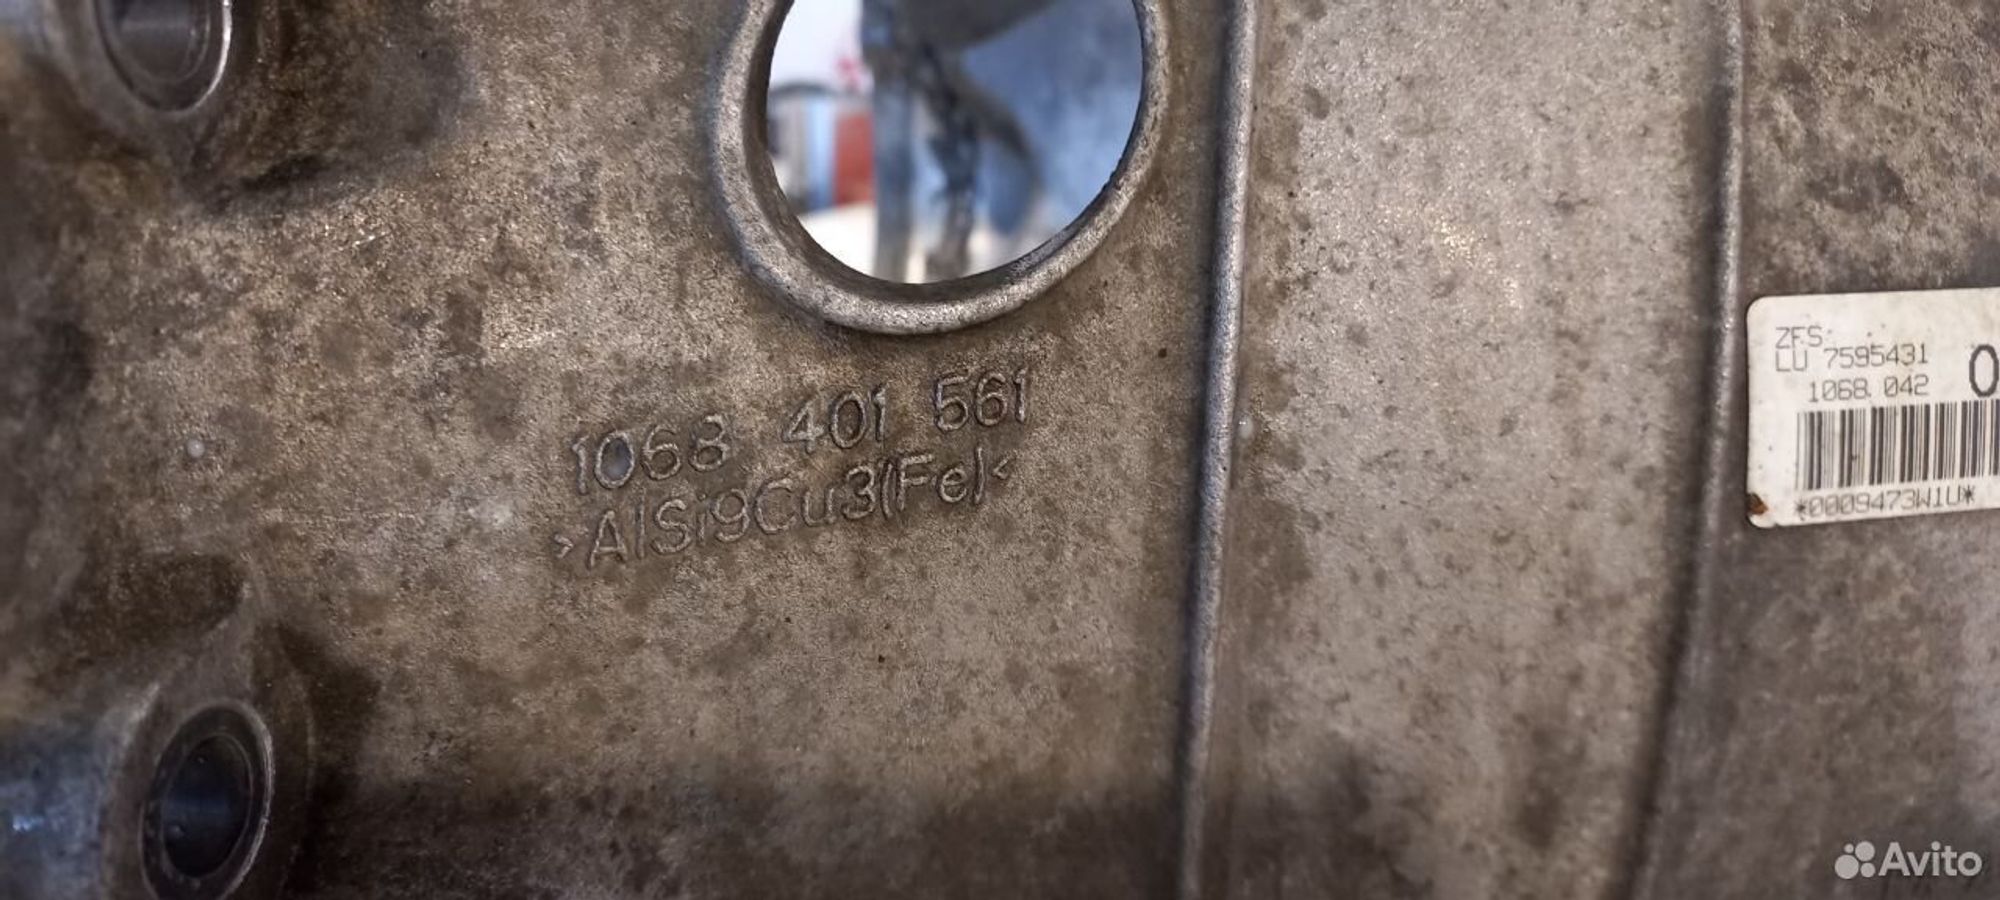 1068 401 561
>AlSi9Cu3(Fe)<
ZFS
LU 7595431
1068 042
0
*0009473W1U*
Avito